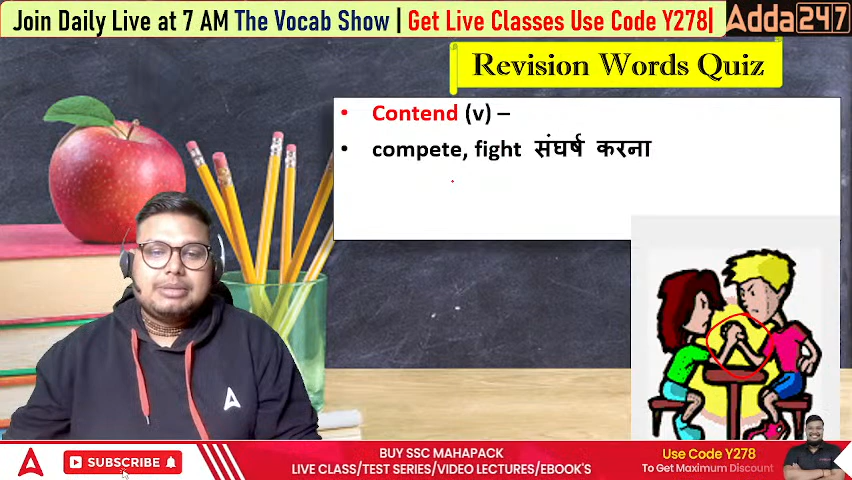 Join Daily Live at 7 AM The Vocab Show | Get Live Classes Use Code Y278|
Adda247
Revision Words Quiz
• Contend (v) –
• compete, fight संघर्ष करना
SUBSCRIBE
BUY SSC MAHAPACK
LIVE CLASS/TEST SERIES/VIDEO LECTURES/EBOOK'S
Use Code Y278
To Get Maximum Discount